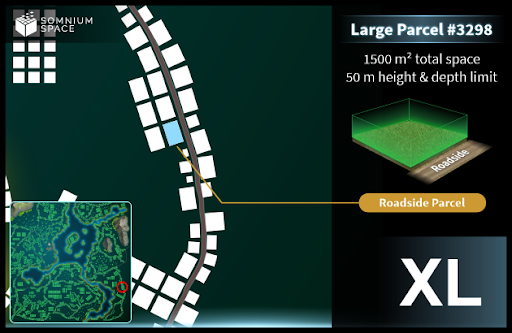 SOMNIUM
SPACE
Large Parcel #3298
1500 m² total space
50 m height & depth limit
Roadside
Roadside Parcel
XL